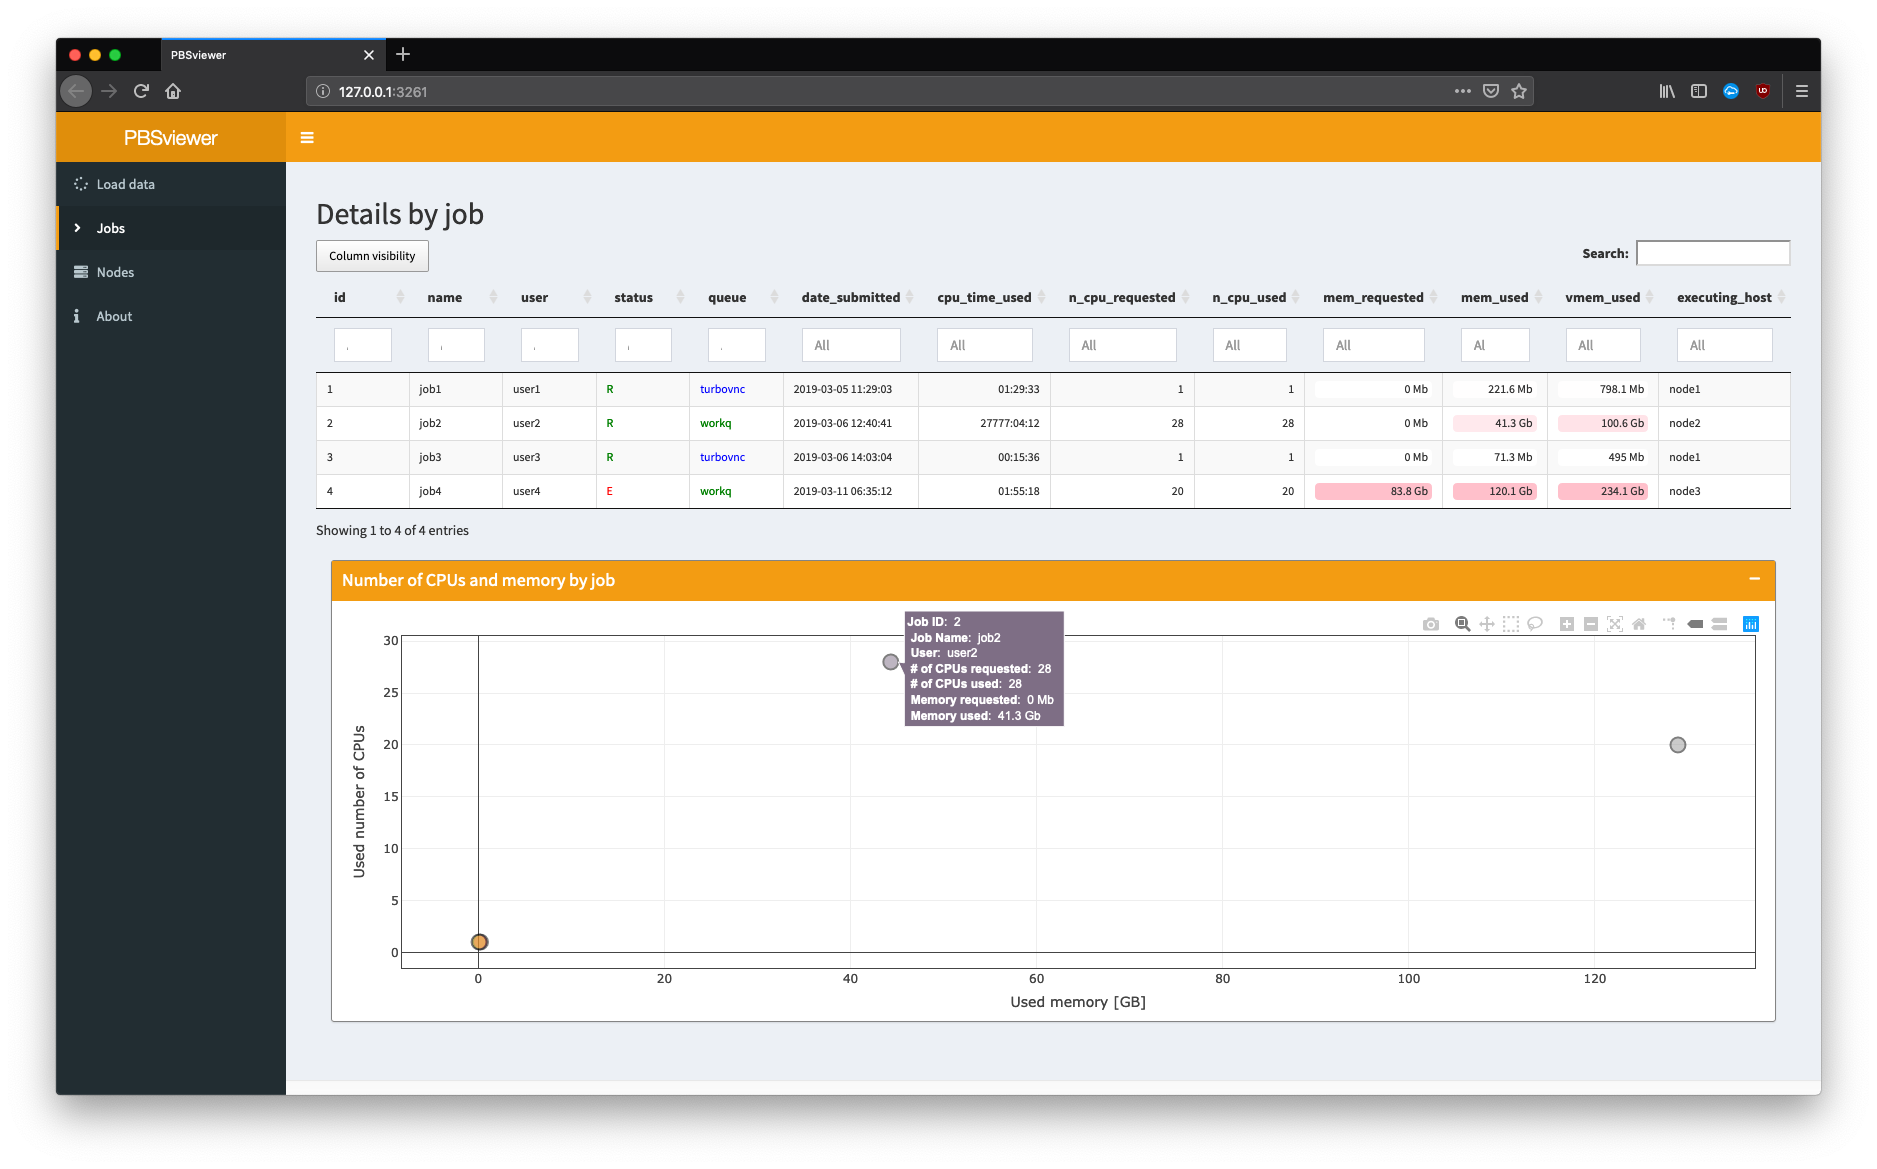 PBSviewer
127.0.0.1:3261
PBSviewer
Load data
Jobs
Nodes
About
Details by job
Column visibility
Search:
id name user status queue date_submitted cpu_time_used n_cpu_requested n_cpu_used mem_requested mem_used vmem_used executing_host
All All All All All Al All All
1 job1 user1 R turbovnc 2019-03-05 11:29:03 01:29:33 1 1 0 Mb 221.6 Mb 798.1 Mb node1
2 job2 user2 R workq 2019-03-06 12:40:41 27777:04:12 28 28 0 Mb 41.3 Gb 100.6 Gb node2
3 job3 user3 R turbovnc 2019-03-06 14:03:04 00:15:36 1 1 0 Mb 71.3 Mb 495 Mb node1
4 job4 user4 E workq 2019-03-11 06:35:12 01:55:18 20 20 83.8 Gb 120.1 Gb 234.1 Gb node3
Showing 1 to 4 of 4 entries
Number of CPUs and memory by job
Job ID: 2
Job Name: job2
User: user2
# of CPUs requested: 28
# of CPUs used: 28
Memory requested: 0 Mb
Memory used: 41.3 Gb
30
25
20
15
10
5
0
Used number of CPUs
0 20 40 60 80 100 120
Used memory [GB]